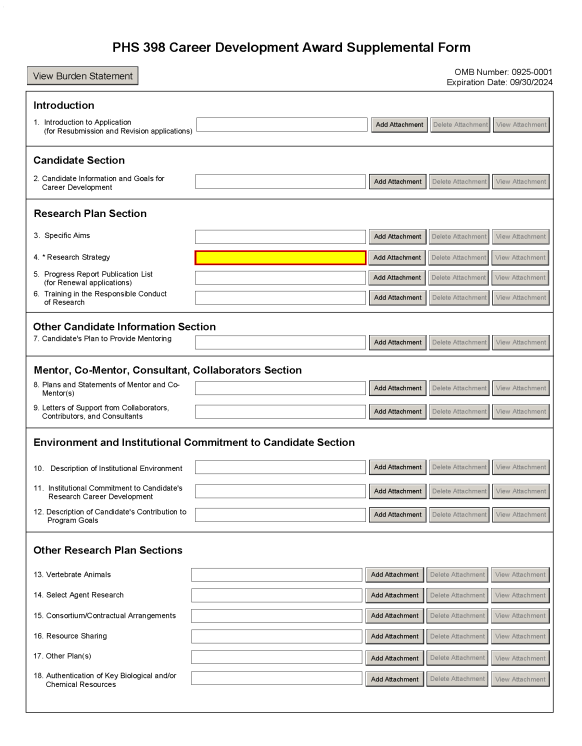 PHS 398 Career Development Award Supplemental Form
View Burden Statement
OMB Number: 0925-0001
Expiration Date: 09/30/2024
Introduction
1. Introduction to Application
(for Resubmission and Revision applications)
Add Attachment Delete Attachment View Attachment
Candidate Section
2. Candidate Information and Goals for
Career Development
Add Attachment Delete Attachment View Attachment
Research Plan Section
3. Specific Aims
Add Attachment Delete Attachment View Attachment
4. * Research Strategy
Add Attachment Delete Attachment View Attachment
5. Progress Report Publication List
(for Renewal applications)
Add Attachment Delete Attachment View Attachment
6. Training in the Responsible Conduct
of Research
Add Attachment Delete Attachment View Attachment
Other Candidate Information Section
7. Candidate's Plan to Provide Mentoring
Add Attachment Delete Attachment View Attachment
Mentor, Co-Mentor, Consultant, Collaborators Section
8. Plans and Statements of Mentor and Co-
Mentor(s)
Add Attachment Delete Attachment View Attachment
9. Letters of Support from Collaborators,
Contributors, and Consultants
Add Attachment Delete Attachment View Attachment
Environment and Institutional Commitment to Candidate Section
10. Description of Institutional Environment
Add Attachment Delete Attachment View Attachment
11. Institutional Commitment to Candidate's
Research Career Development
Add Attachment Delete Attachment View Attachment
12. Description of Candidate's Contribution to
Program Goals
Add Attachment Delete Attachment View Attachment
Other Research Plan Sections
13. Vertebrate Animals
Add Attachment Delete Attachment View Attachment
14. Select Agent Research
Add Attachment Delete Attachment View Attachment
15. Consortium/Contractual Arrangements
Add Attachment Delete Attachment View Attachment
16. Resource Sharing
Add Attachment Delete Attachment View Attachment
17. Other Plan(s)
Add Attachment Delete Attachment View Attachment
18. Authentication of Key Biological and/or
Chemical Resources
Add Attachment Delete Attachment View Attachment